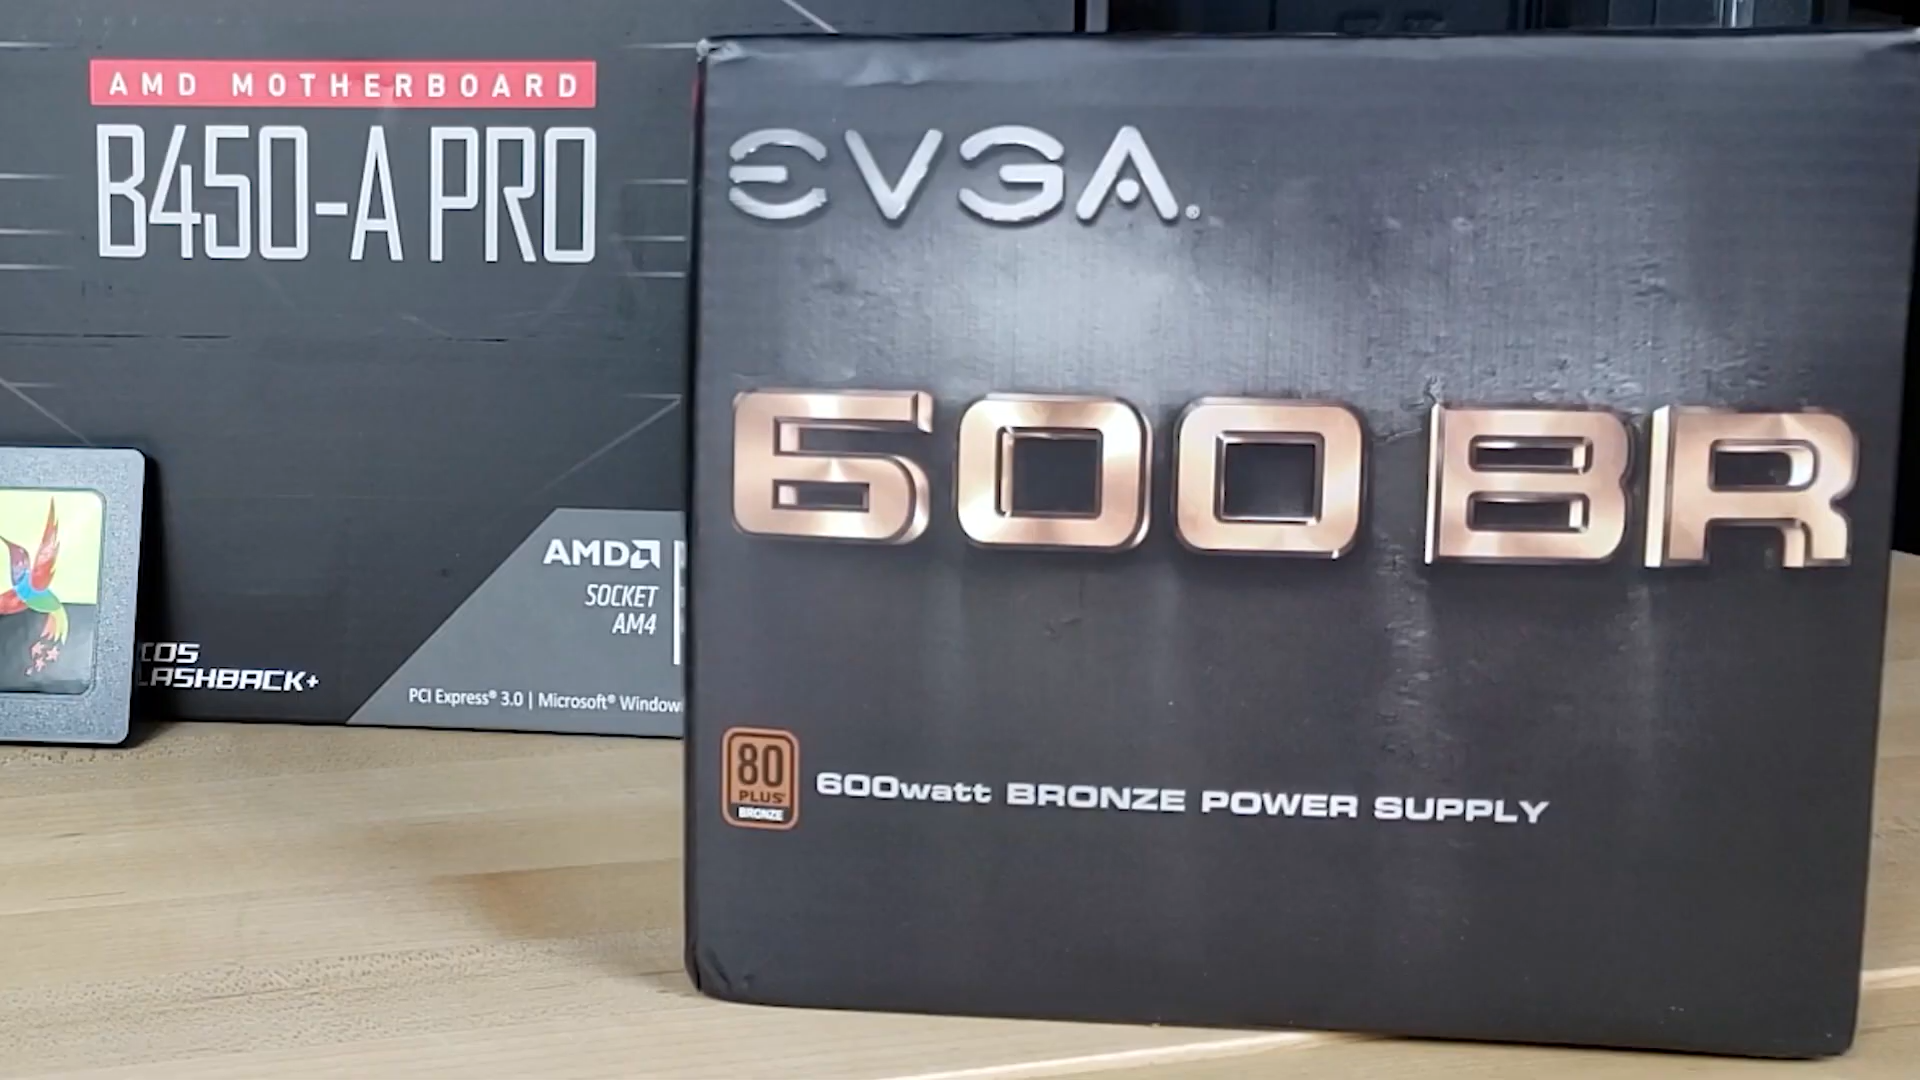 AMD MOTHERBOARD
B450-A PRO
AMD
SOCKET
AM4
PCI Express® 3.0 | Microsoft®
EVGA®
600 BR
80
PLUS
BRONZE
600watt BRONZE POWER SUPPLY